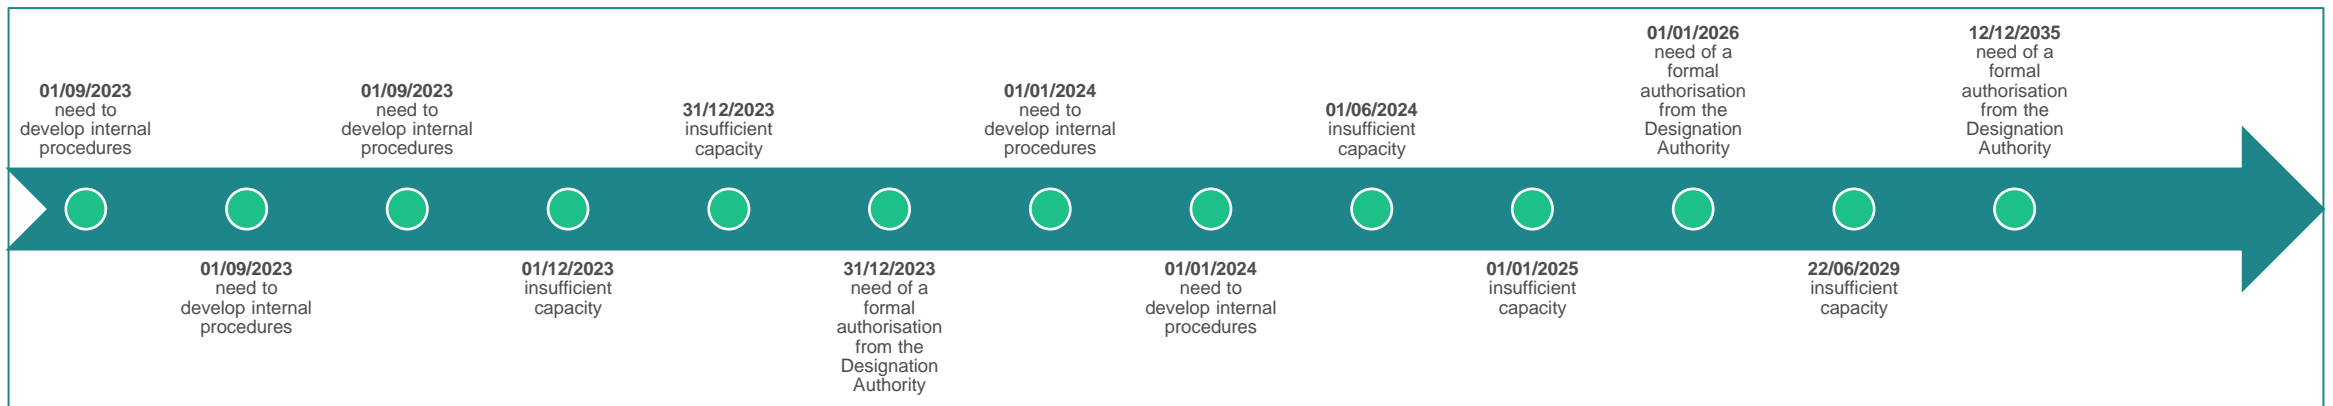 01/09/2023
need to
develop internal
procedures
01/09/2023
need to
develop internal
procedures
01/09/2023
need to
develop internal
procedures
01/12/2023
insufficient
capacity
31/12/2023
insufficient
capacity
31/12/2023
need of a
formal
authorisation
from the
Designation
Authority
01/01/2024
need to
develop internal
procedures
01/01/2024
need to
develop internal
procedures
01/06/2024
insufficient
capacity
01/01/2025
insufficient
capacity
01/01/2026
need of a
formal
authorisation
from the
Designation
Authority
22/06/2029
insufficient
capacity
12/12/2035
need of a
formal
authorisation
from the
Designation
Authority